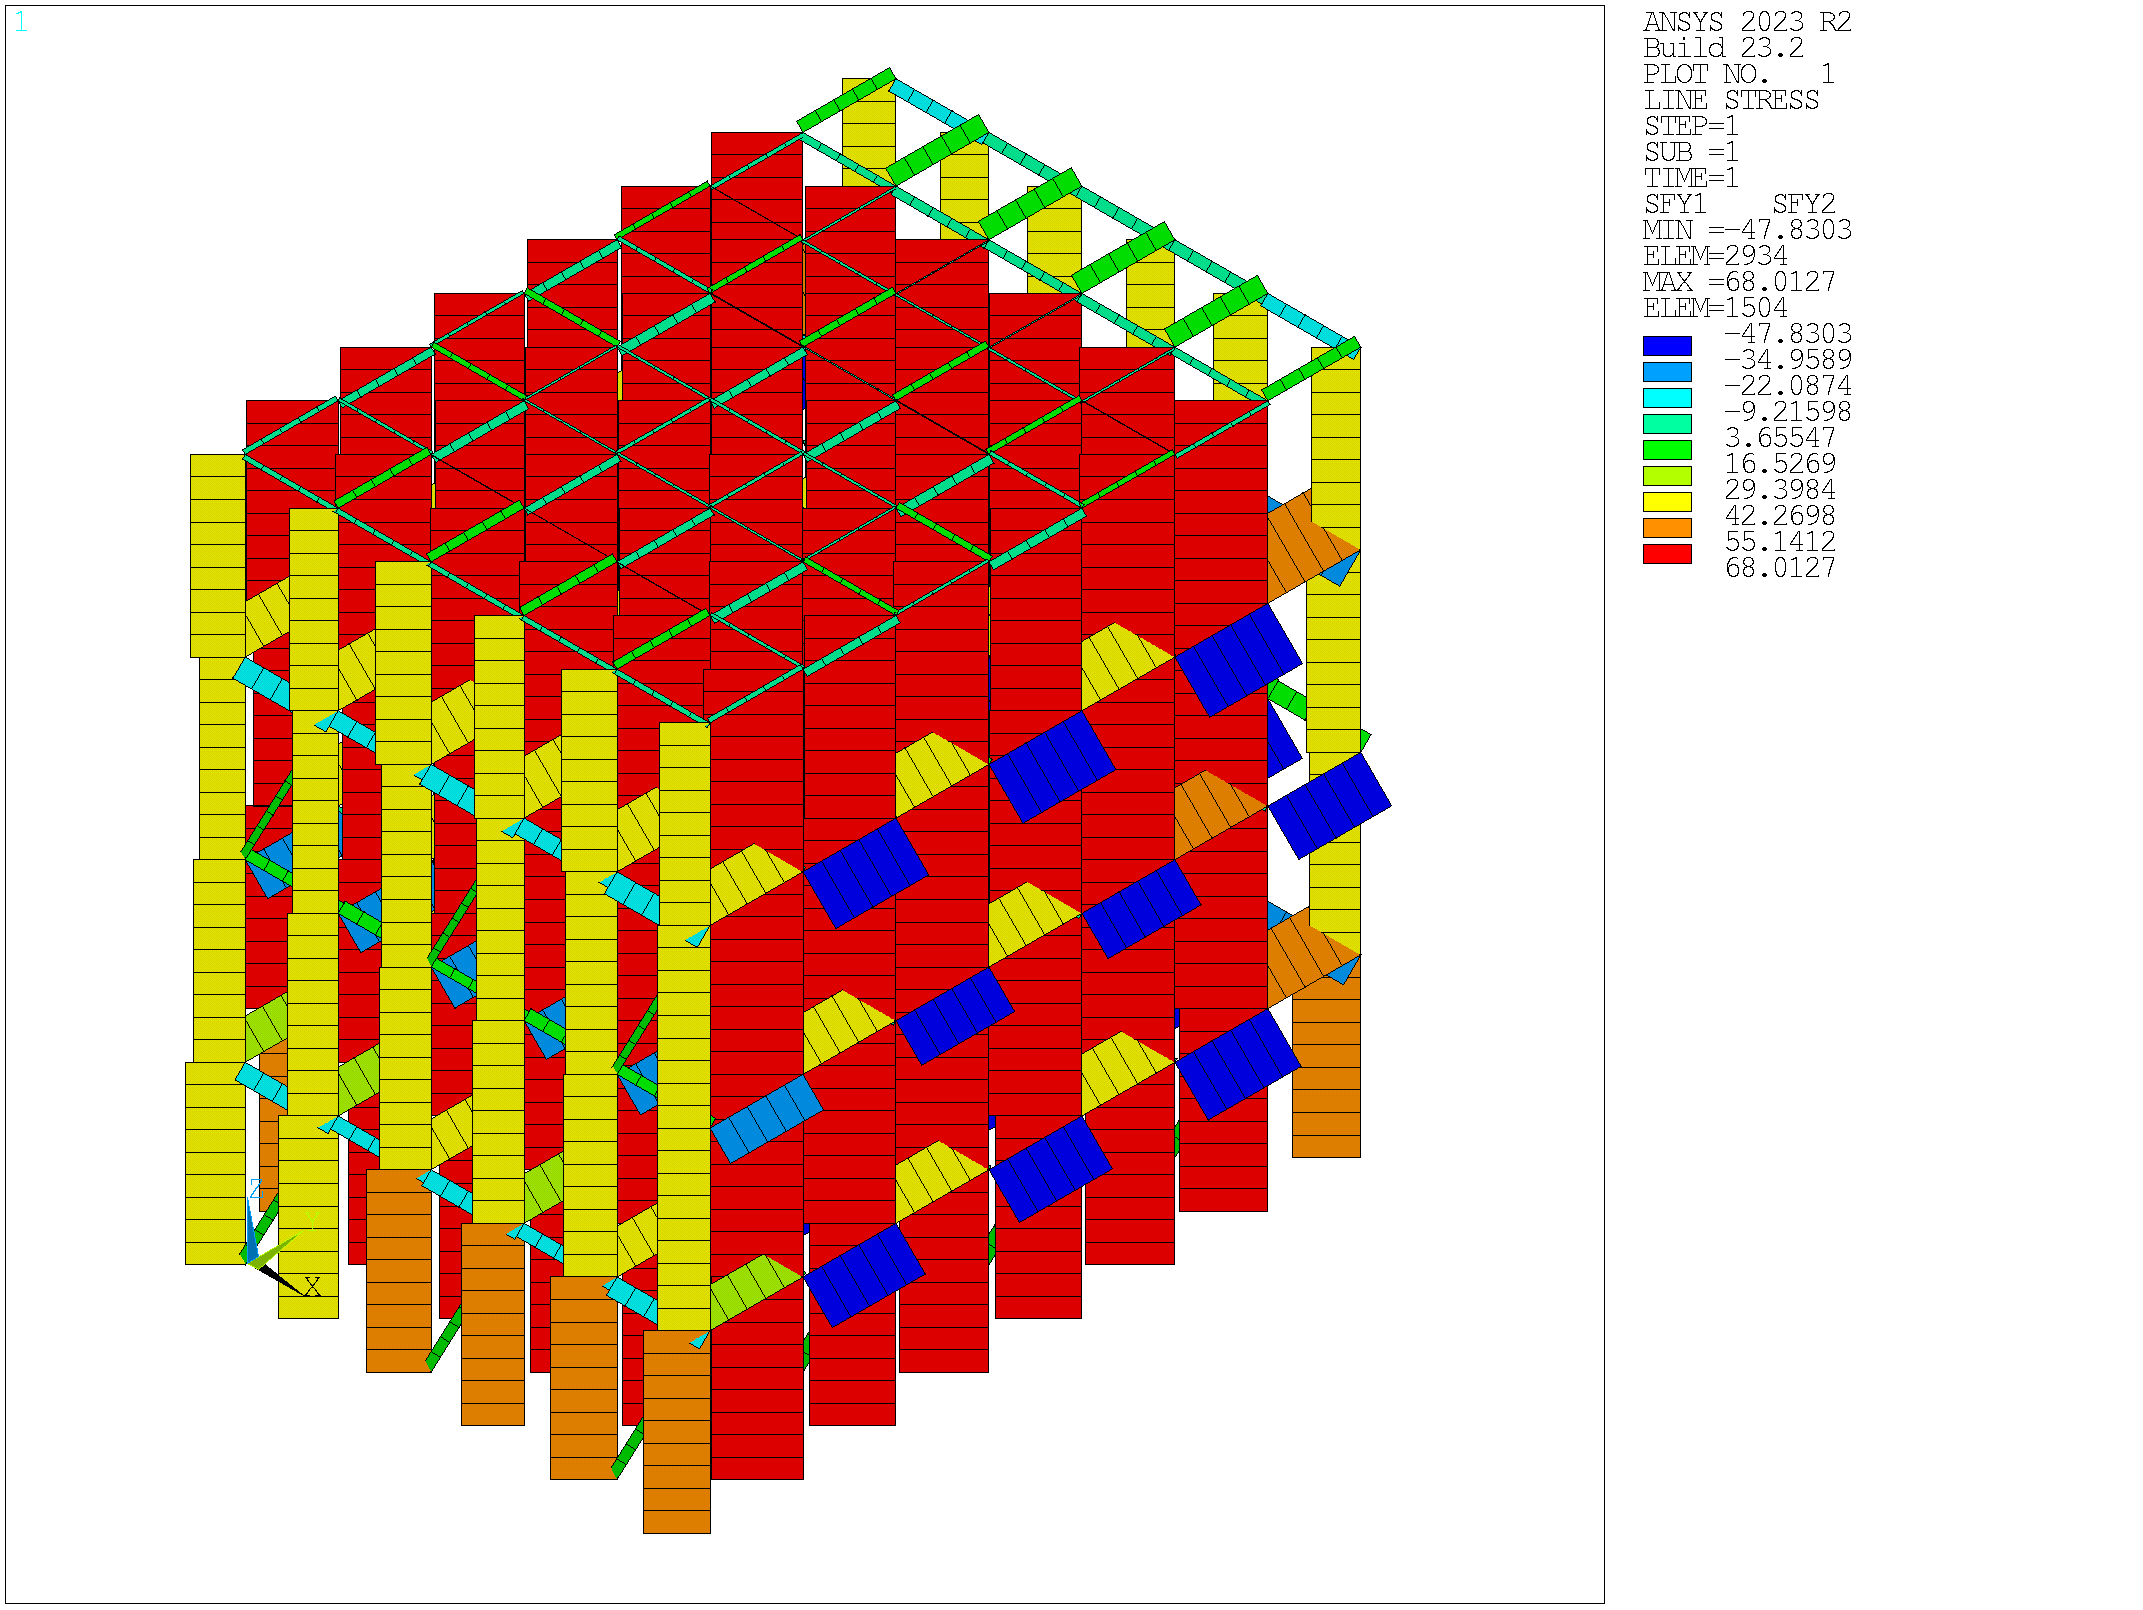 1
ANSYS 2023 R2
Build 23.2
PLOT NO.   1
LINE STRESS
STEP=1
SUB =1
TIME=1
SFY1    SFY2
MIN =-47.8303
ELEM=2934
MAX =68.0127
ELEM=1504
-47.8303
-34.9589
-22.0874
-9.21598
3.65547
16.5269
29.3984
42.2698
55.1412
68.0127
Z
Y
X